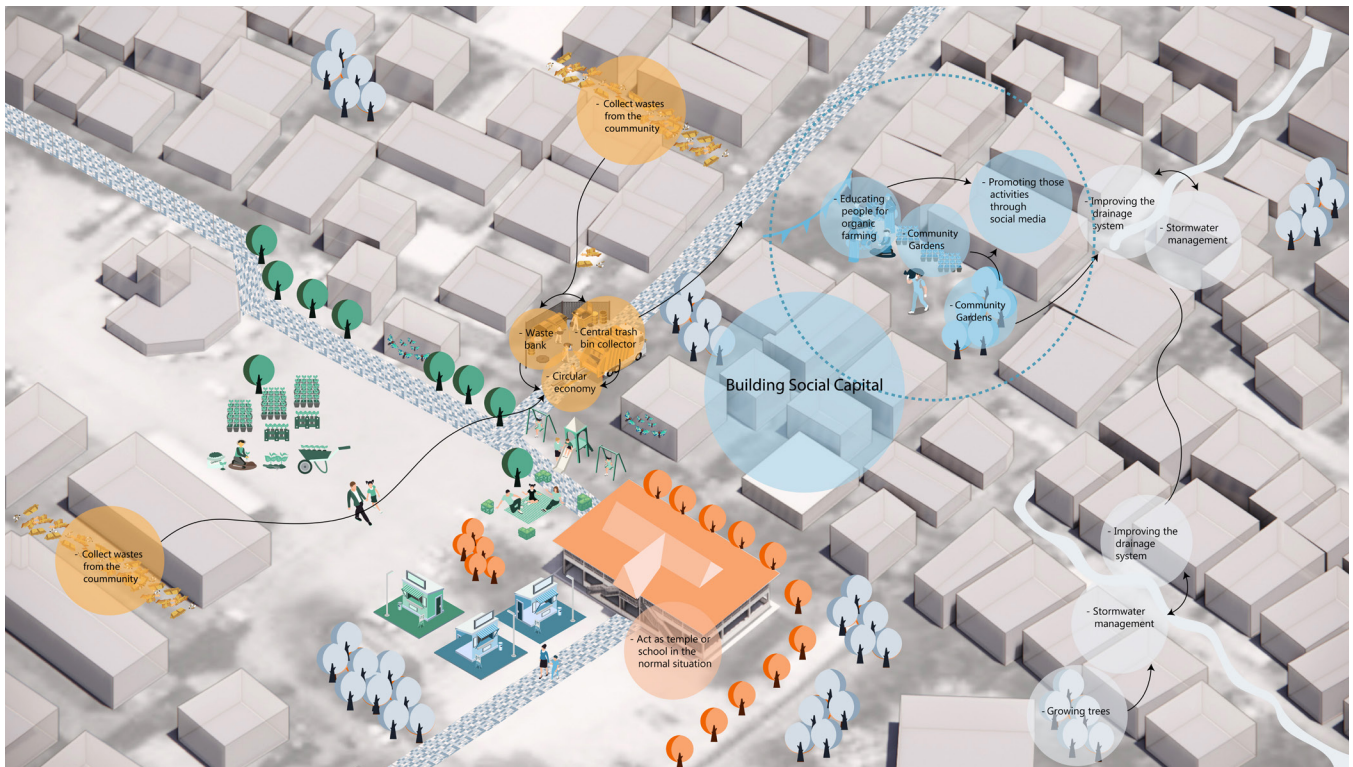 - Collect wastes
from the
coummunity
- Educating
people for
organic
farming
- Promoting those
activities
through
social media
- Community
Gardens
- Improving the
drainage
system
- Stormwater
management
- Community
Gardens
- Waste
bank
- Central trash
bin collector
- Circular
economy
Building Social Capital
- Collect wastes
from the
coummunity
- Improving the
drainage
system
- Stormwater
management
- Act as temple or
school in the
normal situation
- Growing trees